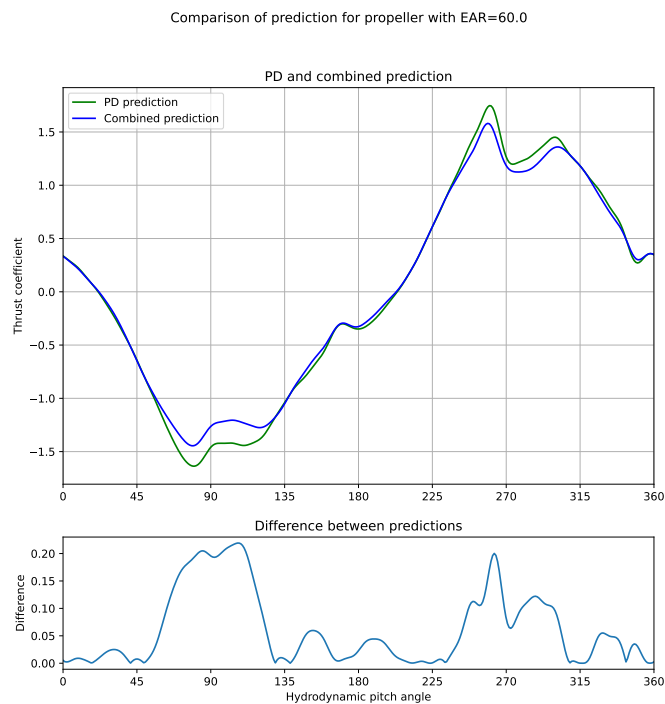 Comparison of prediction for propeller with EAR=60.0
PD and combined prediction
PD prediction
Combined prediction
1.5
1.0
0.5
0.0
−0.5
−1.0
−1.5
Thrust coefficient
0 45 90 135 180 225 270 315 360
Difference between predictions
0.20
0.15
0.10
0.05
0.00
Difference
0 45 90 135 180 225 270 315 360
Hydrodynamic pitch angle